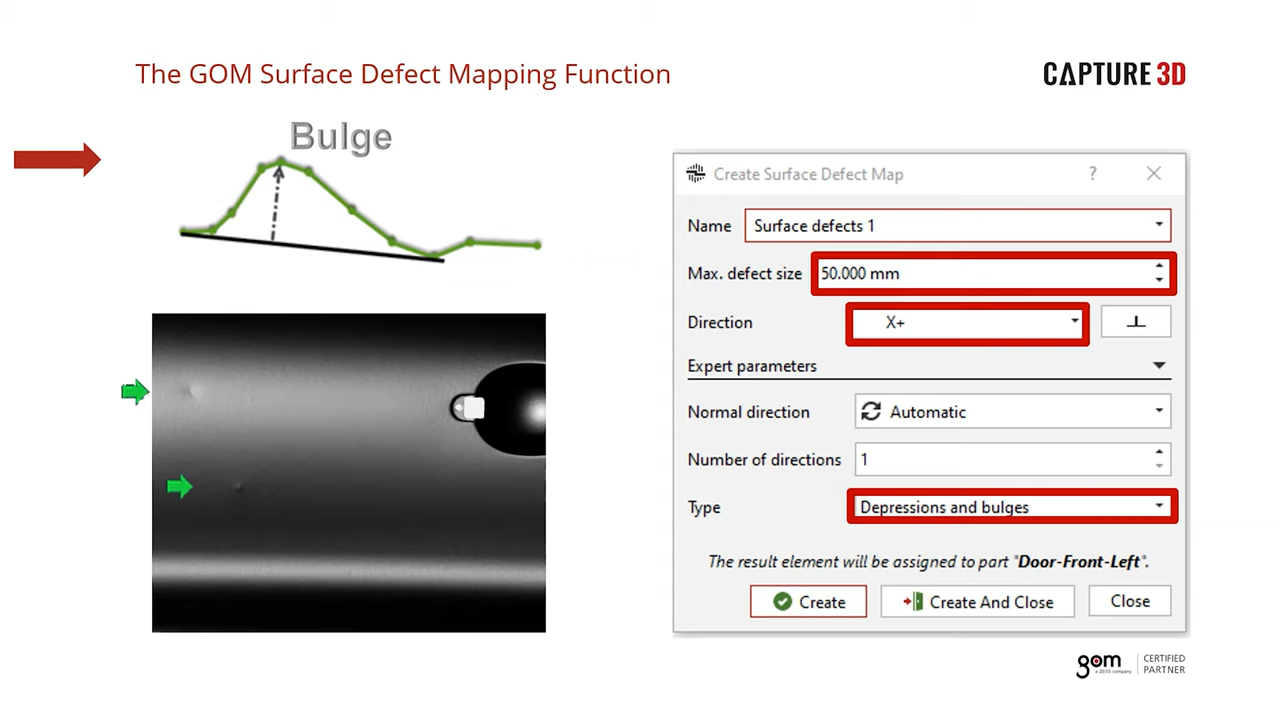 The GOM Surface Defect Mapping Function
CAPTURE 3D
Bulge
Create Surface Defect Map ?
Name Surface defects 1
Max. defect size 50.000 mm
Direction X+
Expert parameters
Normal direction Automatic
Number of directions 1
Type Depressions and bulges
The result element will be assigned to part "Door-Front-Left".
Create Create And Close Close
gom
a ZEISS company
CERTIFIED
PARTNER